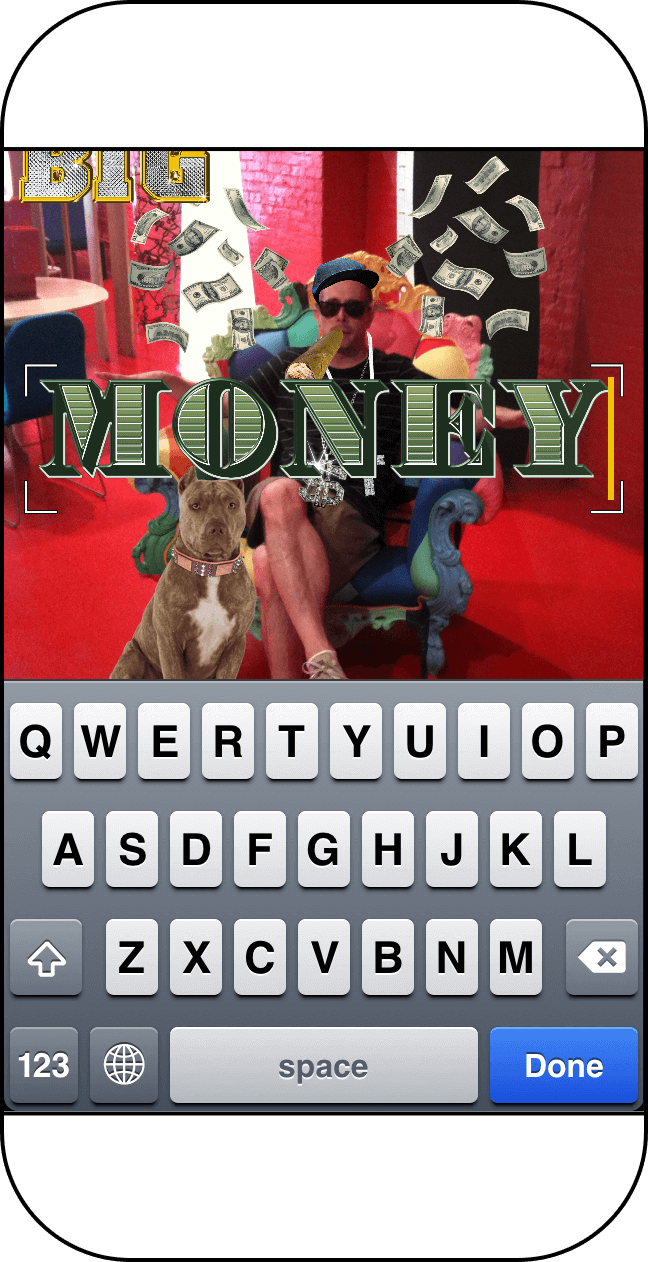 BIG
MONEY
Q W E R T Y U I O P
A S D F G H J K L
Z X C V B N M
123 space Done